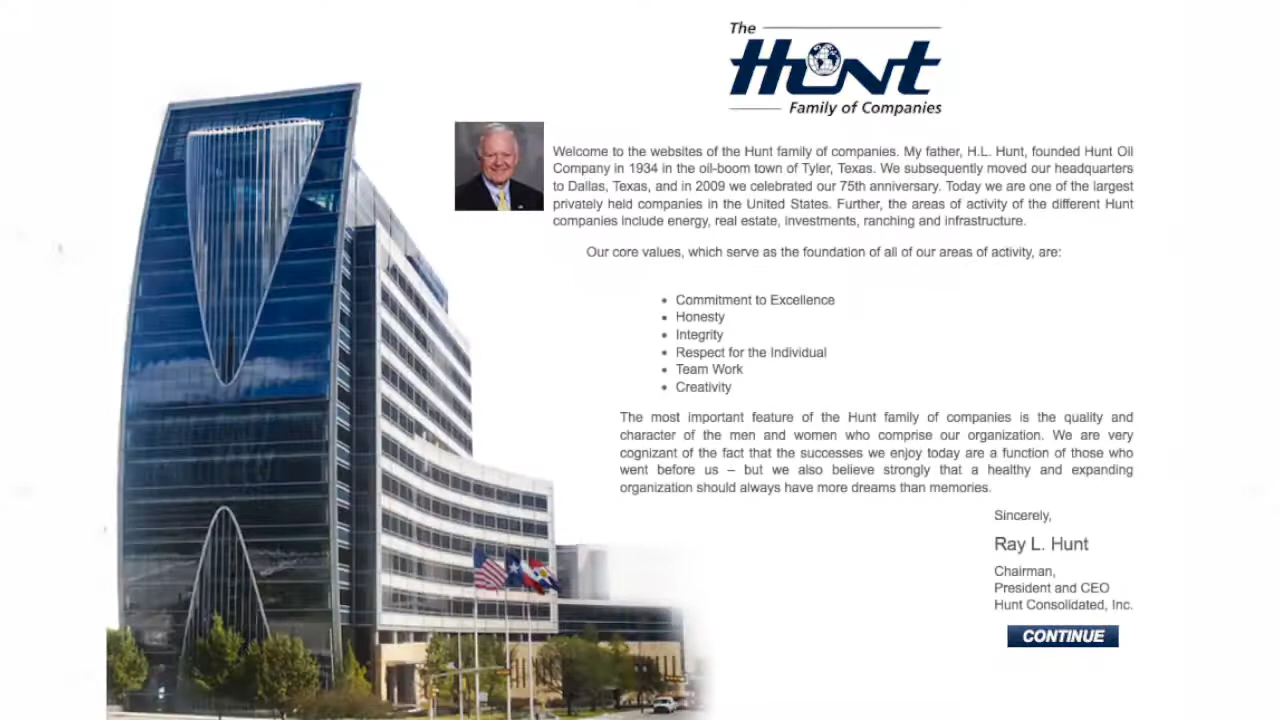 The
Hunt
Family of Companies
Welcome to the websites of the Hunt family of companies. My father, H.L. Hunt, founded Hunt Oil
Company in 1934 in the oil-boom town of Tyler, Texas. We subsequently moved our headquarters
to Dallas, Texas, and in 2009 we celebrated our 75th anniversary. Today we are one of the largest
privately held companies in the United States. Further, the areas of activity of the different Hunt
companies include energy, real estate, investments, ranching and infrastructure.
Our core values, which serve as the foundation of all of our areas of activity, are:
• Commitment to Excellence
• Honesty
• Integrity
• Respect for the Individual
• Team Work
• Creativity
The most important feature of the Hunt family of companies is the quality and
character of the men and women who comprise our organization. We are very
cognizant of the fact that the successes we enjoy today are a function of those who
went before us – but we also believe strongly that a healthy and expanding
organization should always have more dreams than memories.
Sincerely,
Ray L. Hunt
Chairman,
President and CEO
Hunt Consolidated, Inc.
CONTINUE